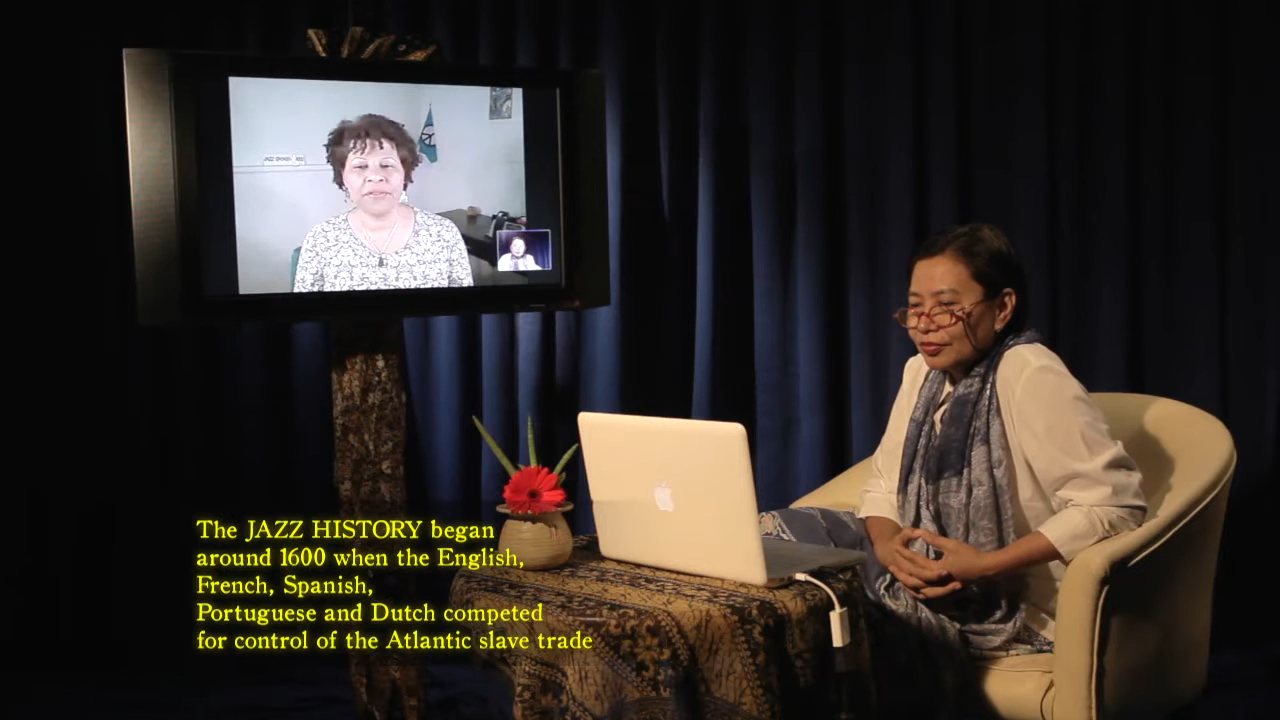 The JAZZ HISTORY began
around 1600 when the English,
French, Spanish,
Portuguese and Dutch competed
for control of the Atlantic slave trade